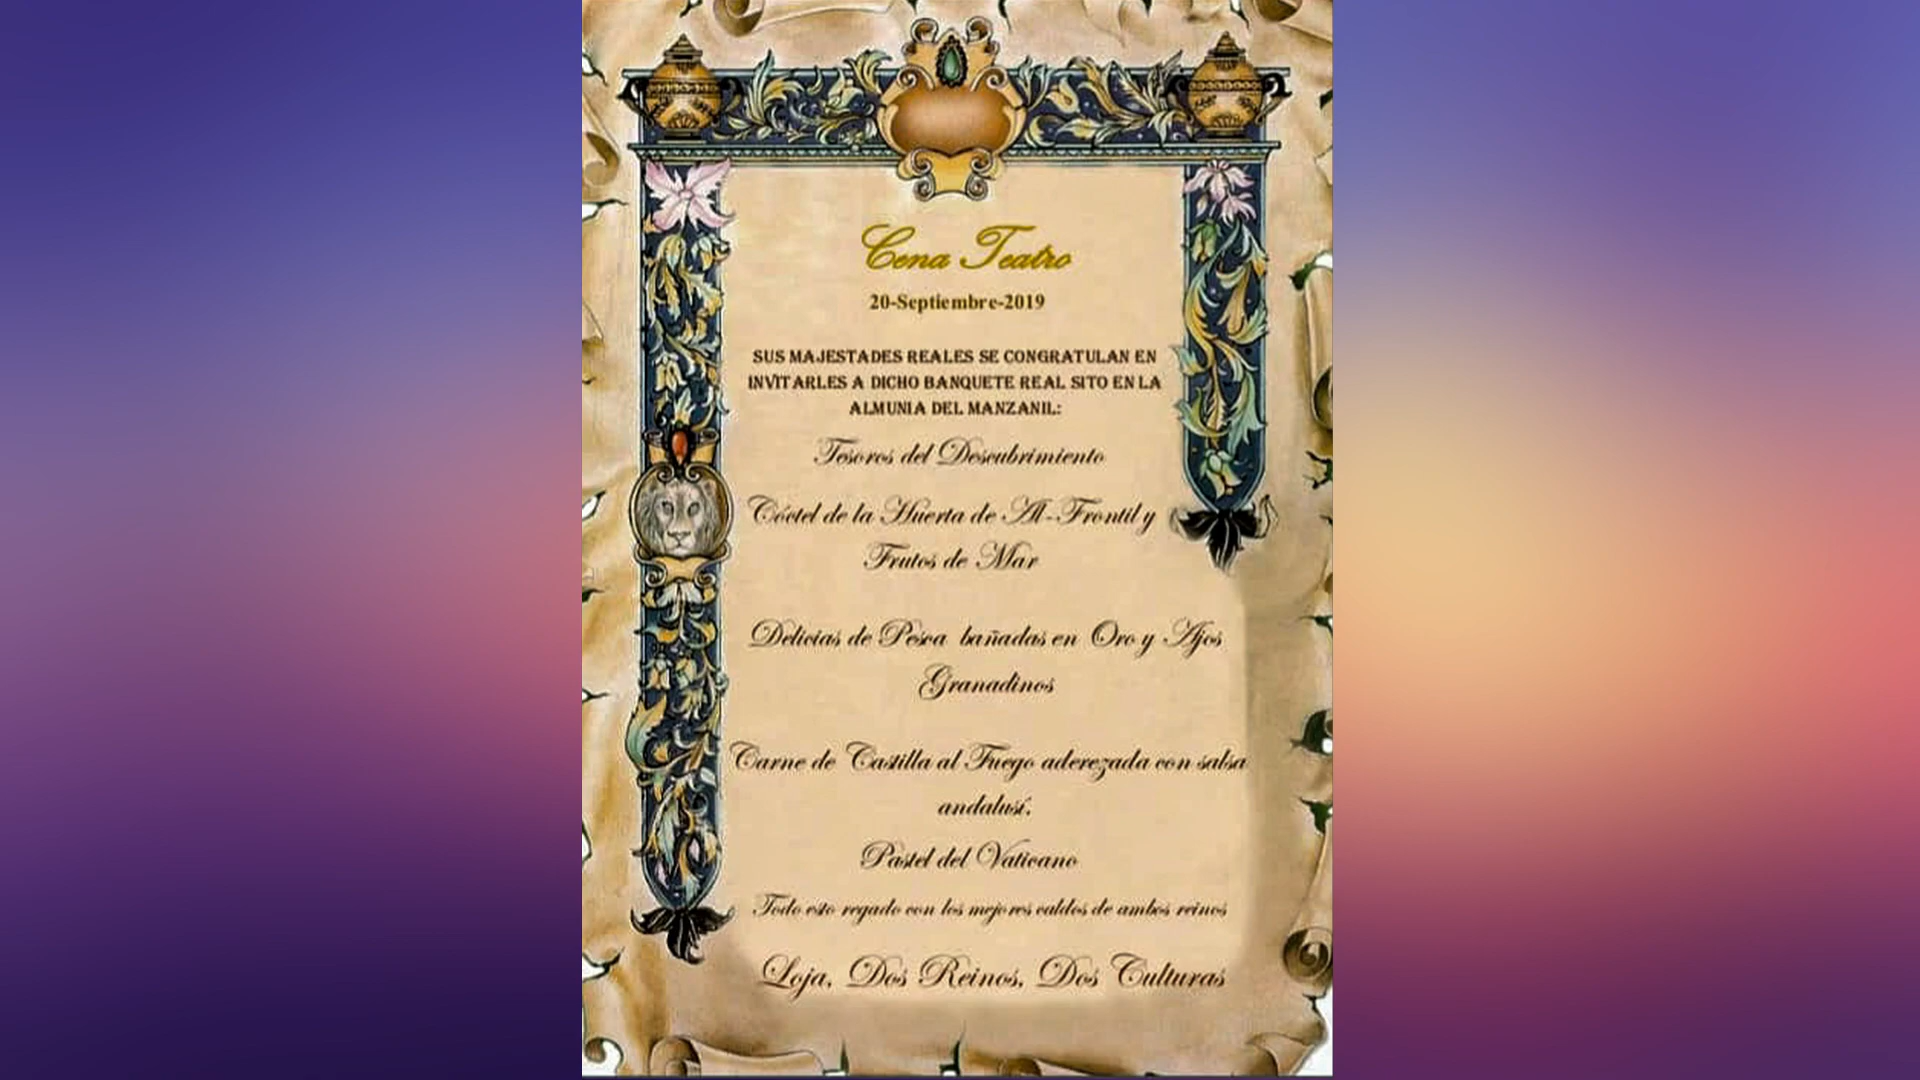 Cena Teatro
20-Septiembre-2019
SUS MAJESTADES REALES SE CONGRATULAN EN
INVITARLES A DICHO BANQUETE REAL SITO EN LA
ALMUNIA DEL MANZANIL:
Tesoros del Descubrimiento
Cóctel de la Huerta de Al-Frontil y
Frutos de Mar
Delicias de Pesca bañadas en Oro y Ajos
Granadinos
Carne de Castilla al Fuego aderezada con salsa
andalusí.
Pastel del Vaticano
Todo esto regado con los mejores caldos de ambos reinos
Loja, Dos Reinos, Dos Culturas